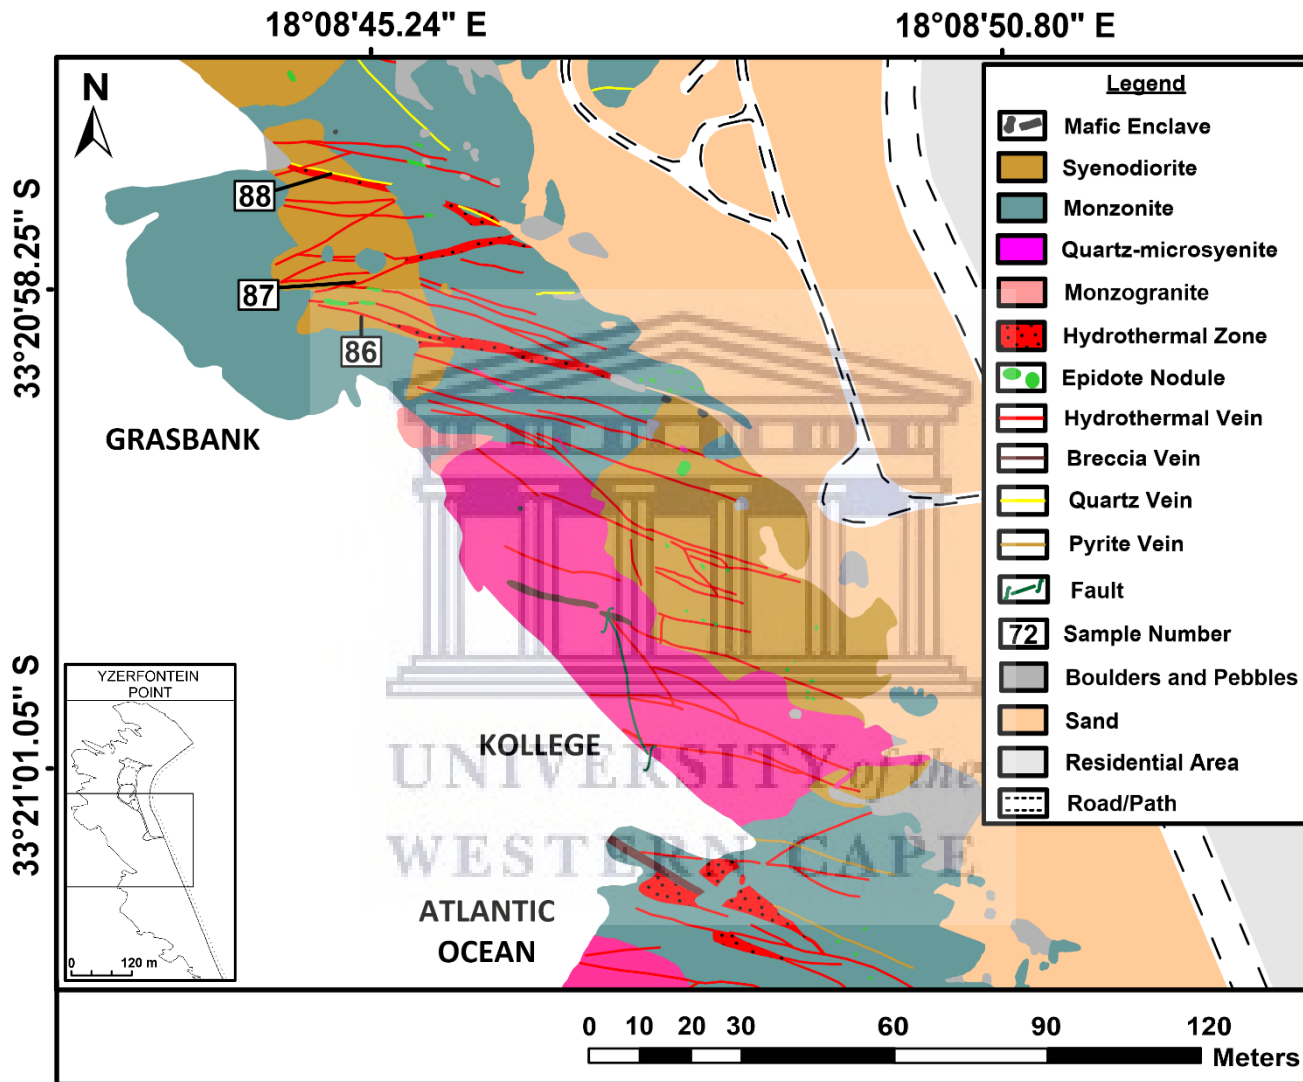 18°08'45.24" E
18°08'50.80" E
N
33°20'58.25" S
33°21'01.05" S
88
87
86
GRASBANK
KOLLEGE
ATLANTIC
OCEAN
UNIVERSITY of the
WESTERN CAPE
Legend
Mafic Enclave
Syenodiorite
Monzonite
Quartz-microsyenite
Monzogranite
Hydrothermal Zone
Epidote Nodule
Hydrothermal Vein
Breccia Vein
Quartz Vein
Pyrite Vein
Fault
72 Sample Number
Boulders and Pebbles
Sand
Residential Area
Road/Path
YZERFONTEIN
POINT
0 120 m
0 10 20 30 60 90 120
Meters